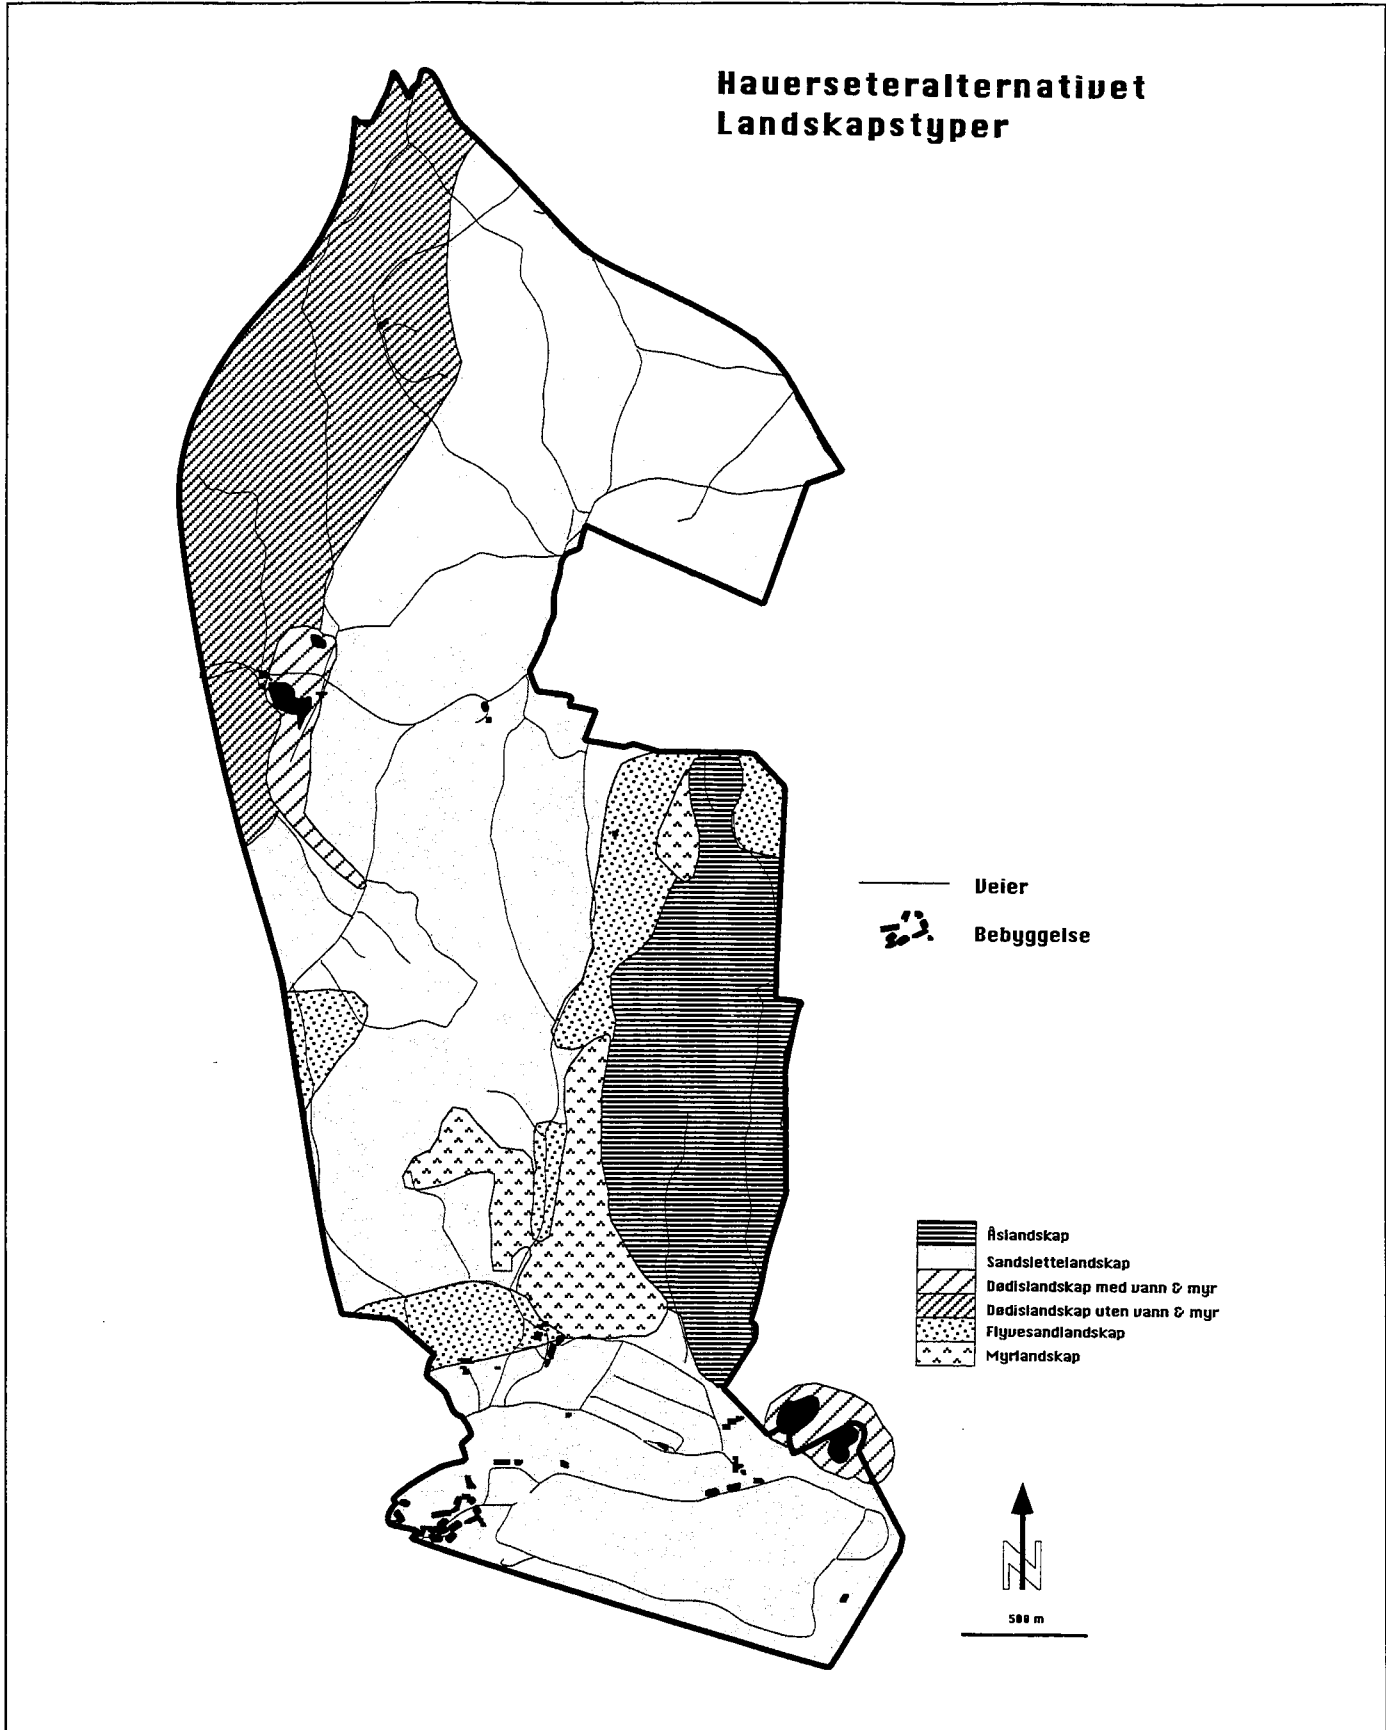 Hauerseteralternativet
Landskapstyper
Veier
Bebyggelse
Åslandskap
Sandslettelandskap
Dødislandskap med vann & myr
Dødislandskap uten vann & myr
Flyvesandlandskap
Myrlandskap
N
500 m